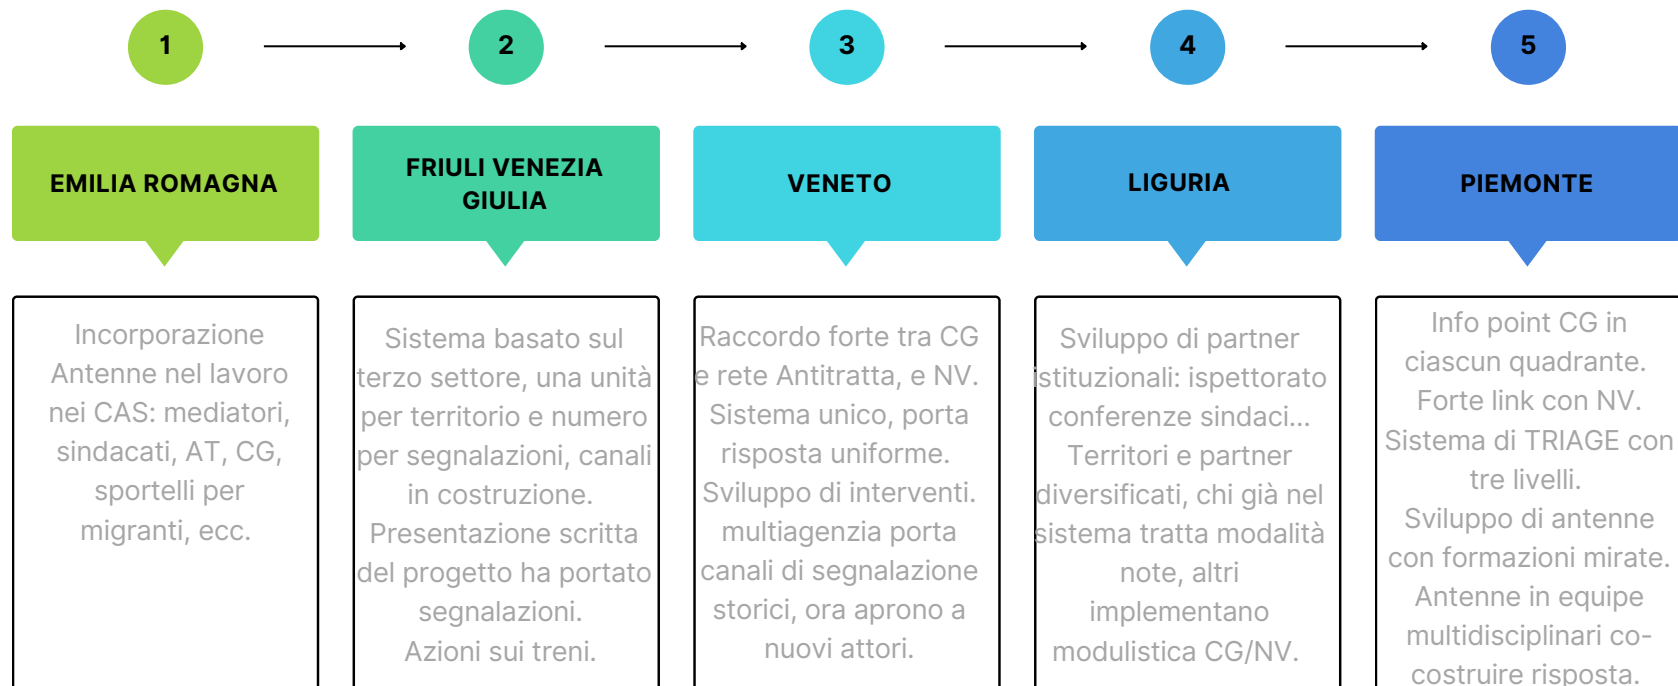 1
2
3
4
5
EMILIA ROMAGNA
FRIULI VENEZIA
GIULIA
VENETO
LIGURIA
PIEMONTE
Incorporazione
Antenne nel lavoro
nei CAS: mediatori,
sindacati, AT, CG,
sportelli per
migranti, ecc.
Sistema basato sul
terzo settore, una unità
per territorio e numero
per segnalazioni, canali
in costruzione.
Presentazione scritta
del progetto ha portato
segnalazioni.
Azioni sui treni.
Raccordo forte tra CG
e rete Antitratta, e NV.
Sistema unico, porta
risposta uniforme.
Sviluppo di interventi.
multiagenzia porta
canali di segnalazione
storici, ora aprono a
nuovi attori.
Sviluppo di partner
istituzionali: ispettorato
conferenze sindaci...
Territori e partner
diversificati, chi già nel
sistema tratta modalità
note, altri
implementano
modulistica CG/NV.
Info point CG in
ciascun quadrante.
Forte link con NV.
Sistema di TRIAGE con
tre livelli.
Sviluppo di antenne
con formazioni mirate.
Antenne in equipe
multidisciplinari co-
costruire risposta.